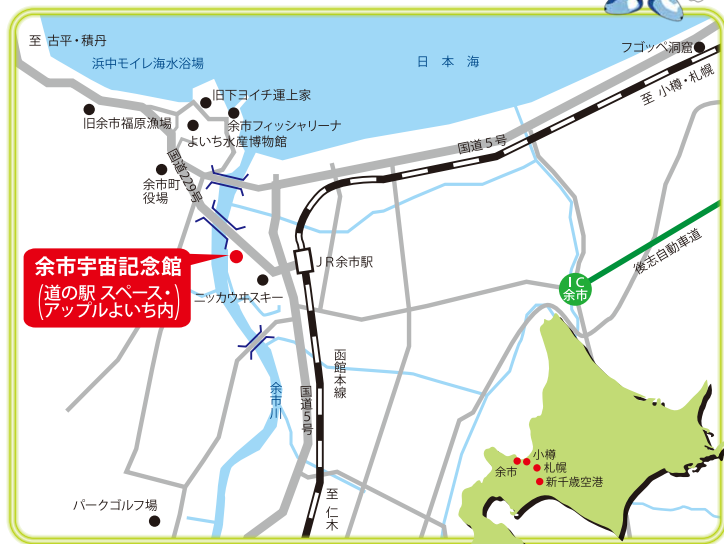 至 古平・積丹
浜中モイレ海水浴場
日 本 海
フゴッペ洞窟
至 小樽・札幌
旧下ヨイチ運上家
旧余市福原漁場
余市フィッシャリーナ
よいち水産博物館
国道5号
国道229号
余市町
役場
余市宇宙記念館
(道の駅 スペース・
アップルよいち内)
JR余市駅
後志自動車道
IC
余市
ニッカウヰスキー
函館本線
余市川
国道5号
小樽
余市
札幌
新千歳空港
パークゴルフ場
至 仁木